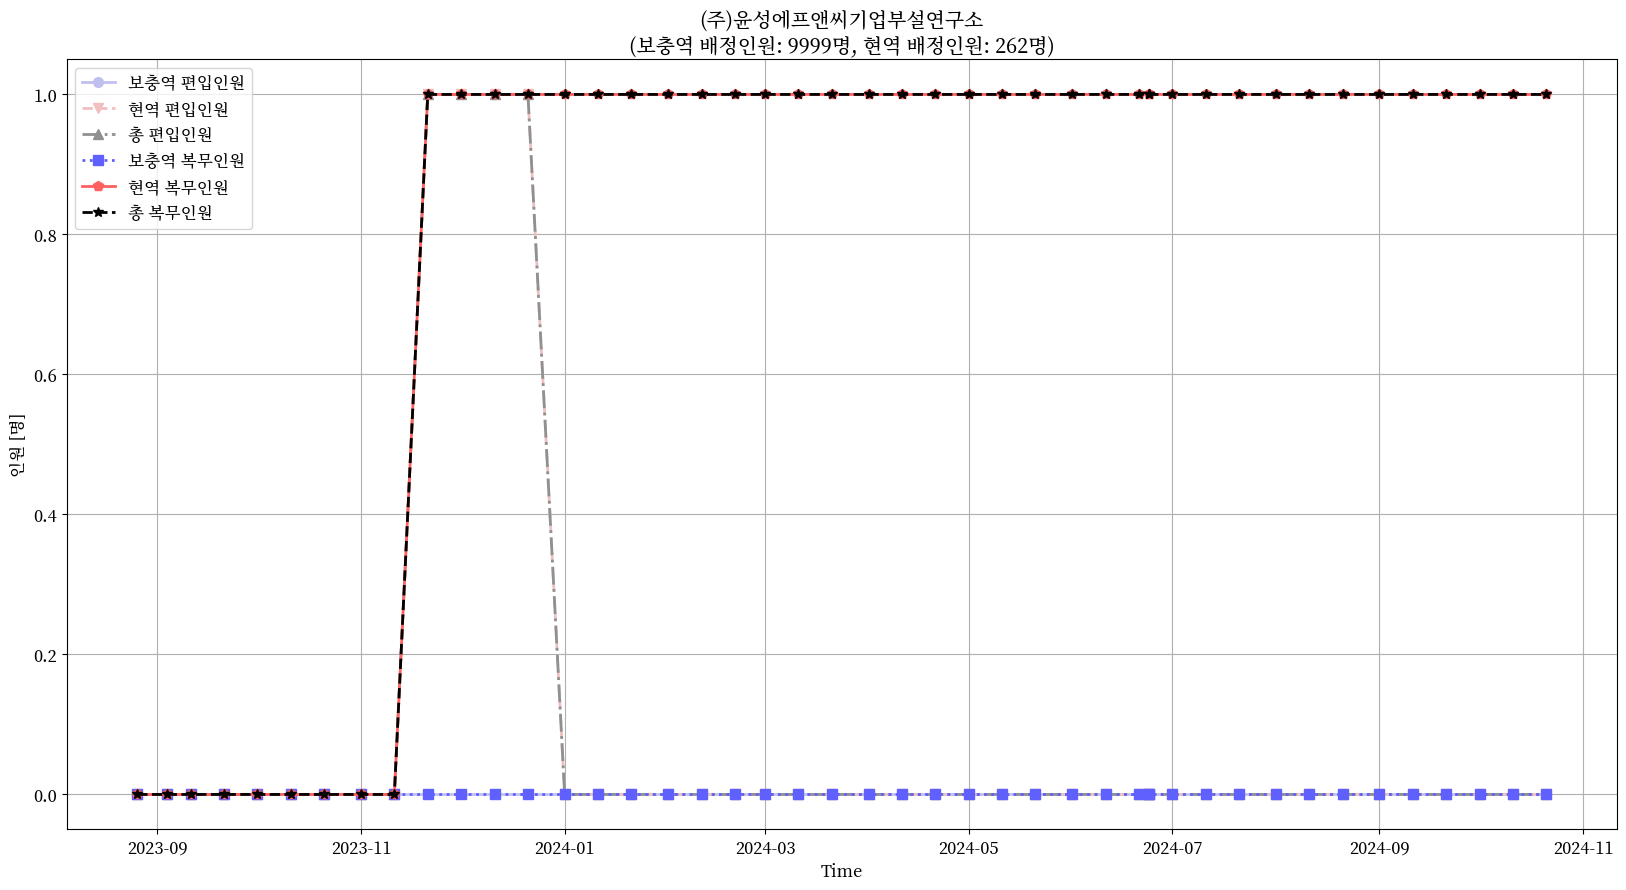 (주)윤성에프앤씨기업부설연구소
(보충역 배정인원: 9999명, 현역 배정인원: 262명)
보충역 편입인원
현역 편입인원
총 편입인원
보충역 복무인원
현역 복무인원
총 복무인원
1.0
0.8
0.6
0.4
0.2
0.0
인원 [명]
2023-09
2023-11
2024-01
2024-03
2024-05
2024-07
2024-09
2024-11
Time